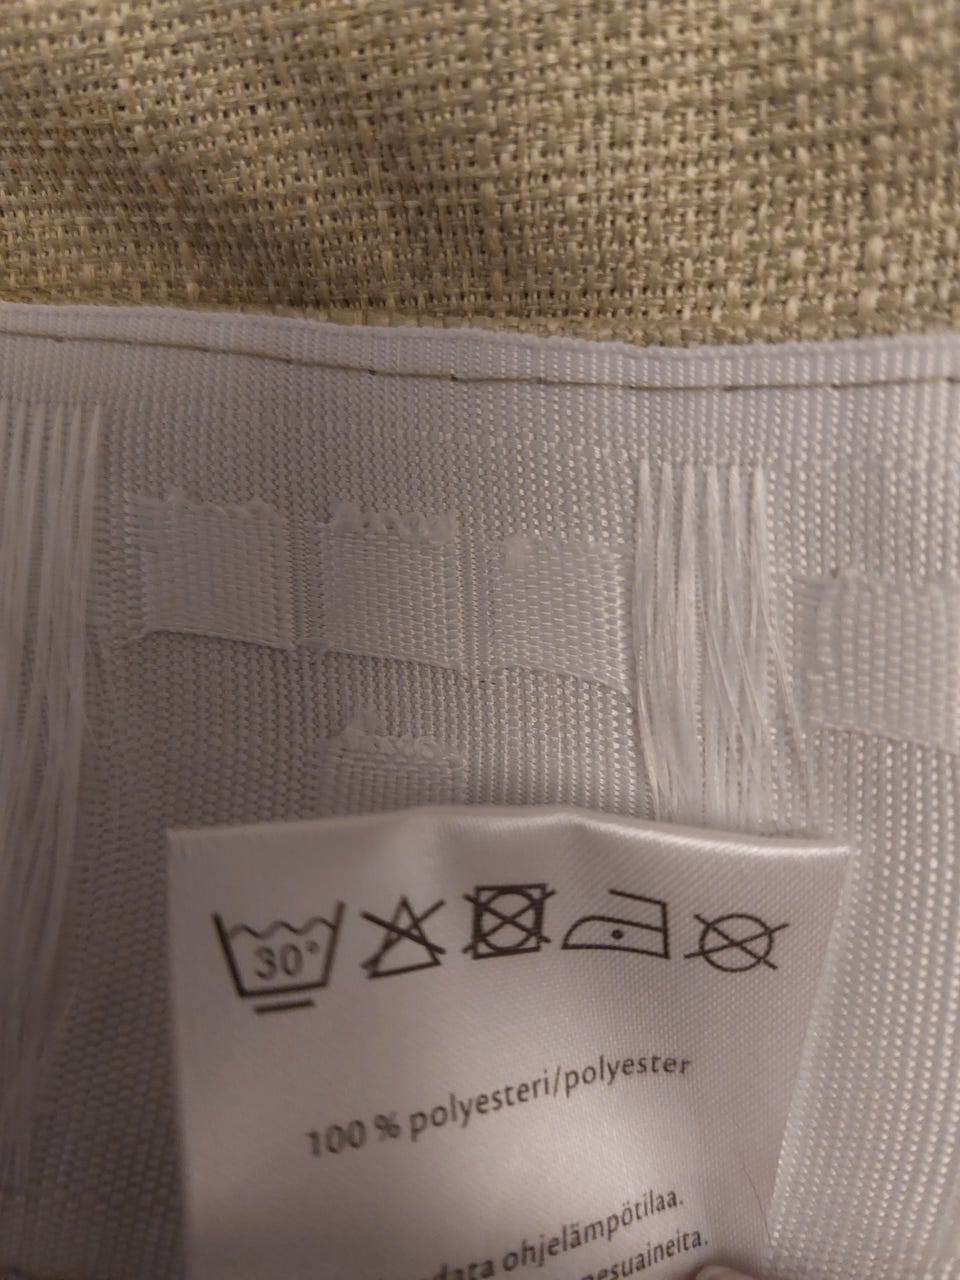 30°
100 % polyesteri/polyester
ohjelämpötilaa.